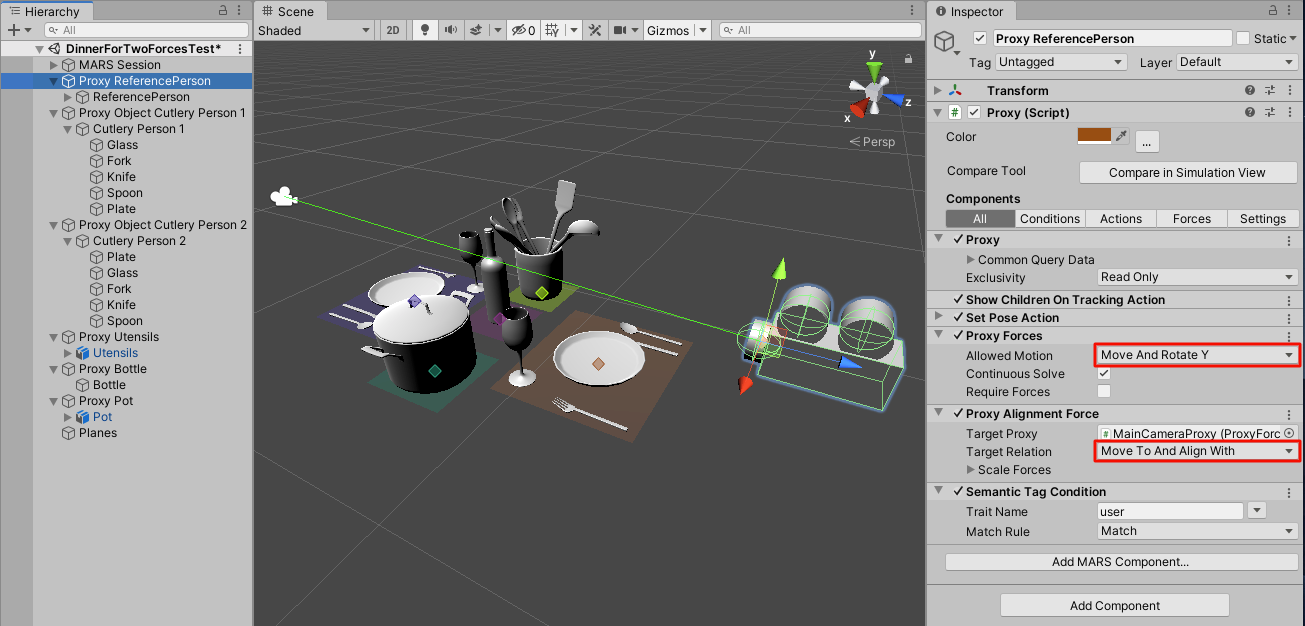 Hierarchy
All
DinnerForTwoForcesTest*
MARS Session
Proxy ReferencePerson
ReferencePerson
Proxy Object Cutlery Person 1
Cutlery Person 1
Glass
Fork
Knife
Spoon
Plate
Proxy Object Cutlery Person 2
Cutlery Person 2
Plate
Glass
Fork
Knife
Spoon
Proxy Utensils
Utensils
Proxy Bottle
Bottle
Proxy Pot
Pot
Planes
Scene
Shaded 2D 0 Gizmos All
y
z
x
Persp
Inspector
Proxy ReferencePerson Static
Tag Untagged Layer Default
Transform
# Proxy (Script)
Color ...
Compare Tool Compare in Simulation View
Components
All Conditions Actions Forces Settings
Proxy
Common Query Data
Exclusivity Read Only
Show Children On Tracking Action
Set Pose Action
Proxy Forces
Allowed Motion Move And Rotate Y
Continuous Solve
Require Forces
Proxy Alignment Force
Target Proxy # MainCameraProxy (ProxyForc
Target Relation Move To And Align With
Scale Forces
Semantic Tag Condition
Trait Name user
Match Rule Match
Add MARS Component...
Add Component